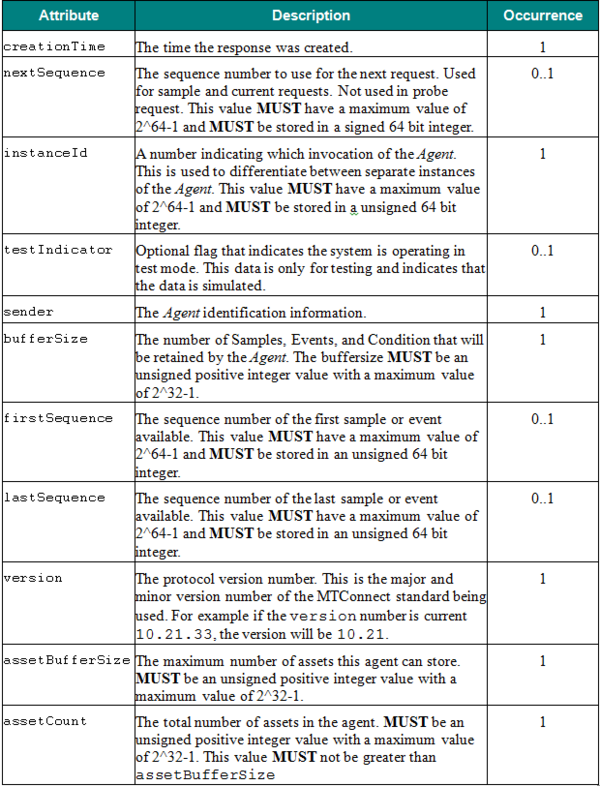 Attribute Description Occurrence
creationTime The time the response was created. 1
nextSequence The sequence number to use for the next request. Used 0..1
for sample and current requests. Not used in probe
request. This value MUST have a maximum value of
2^64-1 and MUST be stored in a signed 64 bit integer.
instanceId A number indicating which invocation of the Agent. 1
This is used to differentiate between separate instances
of the Agent. This value MUST have a maximum value
of 2^64-1 and MUST be stored in a unsigned 64 bit
integer.
testIndicator Optional flag that indicates the system is operating in 0..1
test mode. This data is only for testing and indicates that
the data is simulated.
sender The Agent identification information. 1
bufferSize The number of Samples, Events, and Condition that will 1
be retained by the Agent. The buffersize MUST be an
unsigned positive integer value with a maximum value
of 2^32-1.
firstSequence The sequence number of the first sample or event 0..1
available. This value MUST have a maximum value of
2^64-1 and MUST be stored in an unsigned 64 bit
integer.
lastSequence The sequence number of the last sample or event 0..1
available. This value MUST have a maximum value of
2^64-1 and MUST be stored in an unsigned 64 bit
integer.
version The protocol version number. This is the major and 1
minor version number of the MTConnect standard being
used. For example if the version number is current
10.21.33, the version will be 10.21.
assetBufferSize The maximum number of assets this agent can store. 1
MUST be an unsigned positive integer value with a
maximum value of 2^32-1.
assetCount The total number of assets in the agent. MUST be an 1
unsigned positive integer value with a maximum value
of 2^32-1. This value MUST not be greater than
assetBufferSize